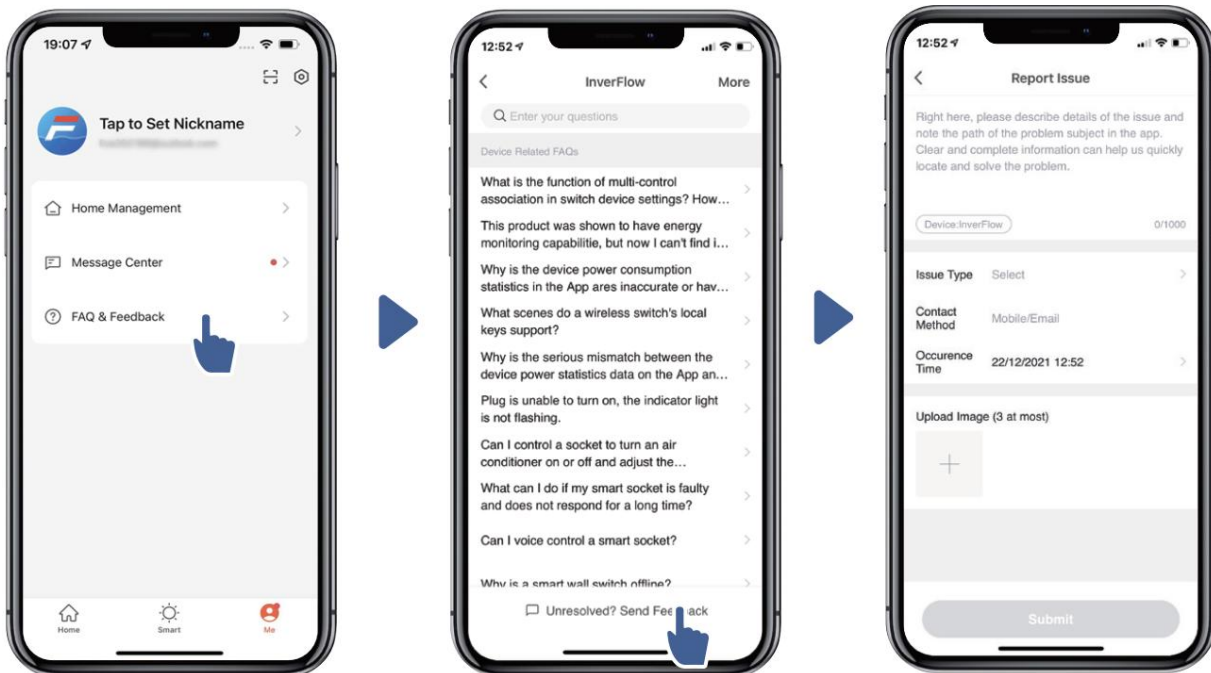 19:07
Tap to Set Nickname
Home Management
Message Center
FAQ & Feedback
Home
Smart
Me
12:52
InverFlow
More
Enter your questions
Device Related FAQs
What is the function of multi-control
association in switch device settings? How...
This product was shown to have energy
monitoring capabilitie, but now I can't find i...
Why is the device power consumption
statistics in the App ares inaccurate or hav...
What scenes do a wireless switch's local
keys support?
Why is the serious mismatch between the
device power statistics data on the App an...
Plug is unable to turn on, the indicator light
is not flashing.
Can I control a socket to turn an air
conditioner on or off and adjust the...
What can I do if my smart socket is faulty
and does not respond for a long time?
Can I voice control a smart socket?
Why is a smart wall switch offline?
Unresolved? Send Feedback
12:52
Report Issue
Right here, please describe details of the issue and
note the path of the problem subject in the app.
Clear and complete information can help us quickly
locate and solve the problem.
Device:InverFlow
0/1000
Issue Type
Select
Contact
Method
Mobile/Email
Occurence
Time
22/12/2021 12:52
Upload Image (3 at most)
Submit